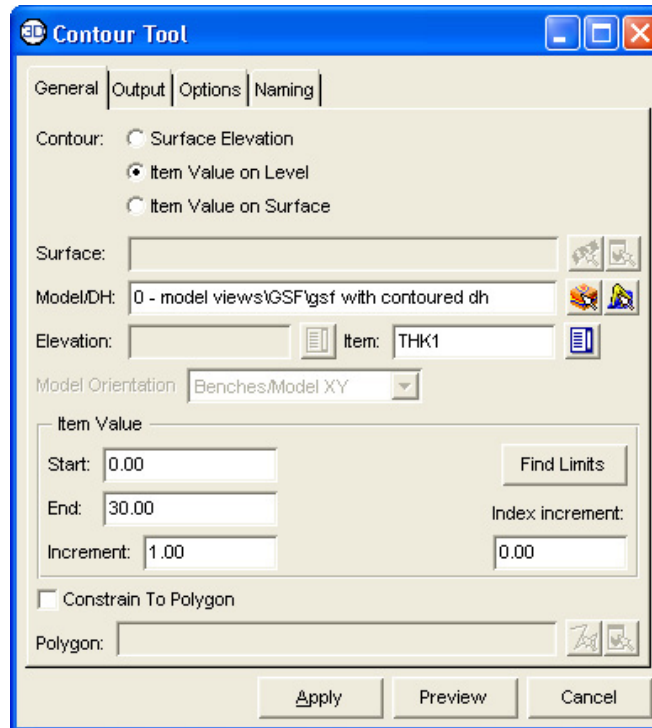 3D Contour Tool
General Output Options Naming
Contour: Surface Elevation
Item Value on Level
Item Value on Surface
Surface:
Model/DH: 0 - model views\GSF\gsf with contoured dh
Elevation: Item: THK1
Model Orientation Benches/Model XY
Item Value
Start: 0.00 Find Limits
End: 30.00 Index increment:
Increment: 1.00 0.00
Constrain To Polygon
Polygon:
Apply Preview Cancel